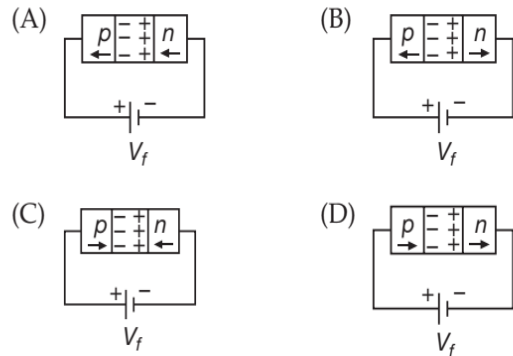 (A)
p − + n
− +
− +
+ −
V_f
(B)
p − + n
− +
− +
+ −
V_f
(C)
p − + n
− +
− +
+ −
V_f
(D)
p − + n
− +
− +
+ −
V_f